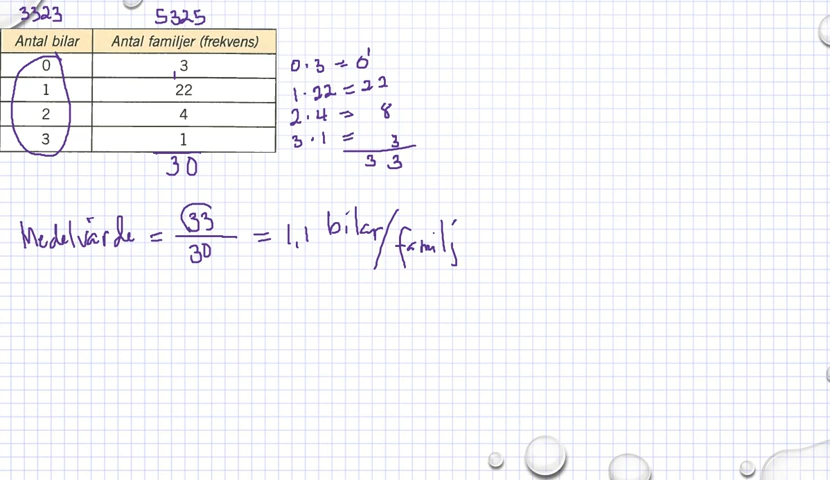 3323 5325
Antal bilar Antal familjer (frekvens)
0 3 0·3 = 0
1 22 1·22 = 22
2 4 2·4 = 8
3 1 3·1 = 3
30 33
Medelvärde = 33/30 = 1,1 bilar/familj